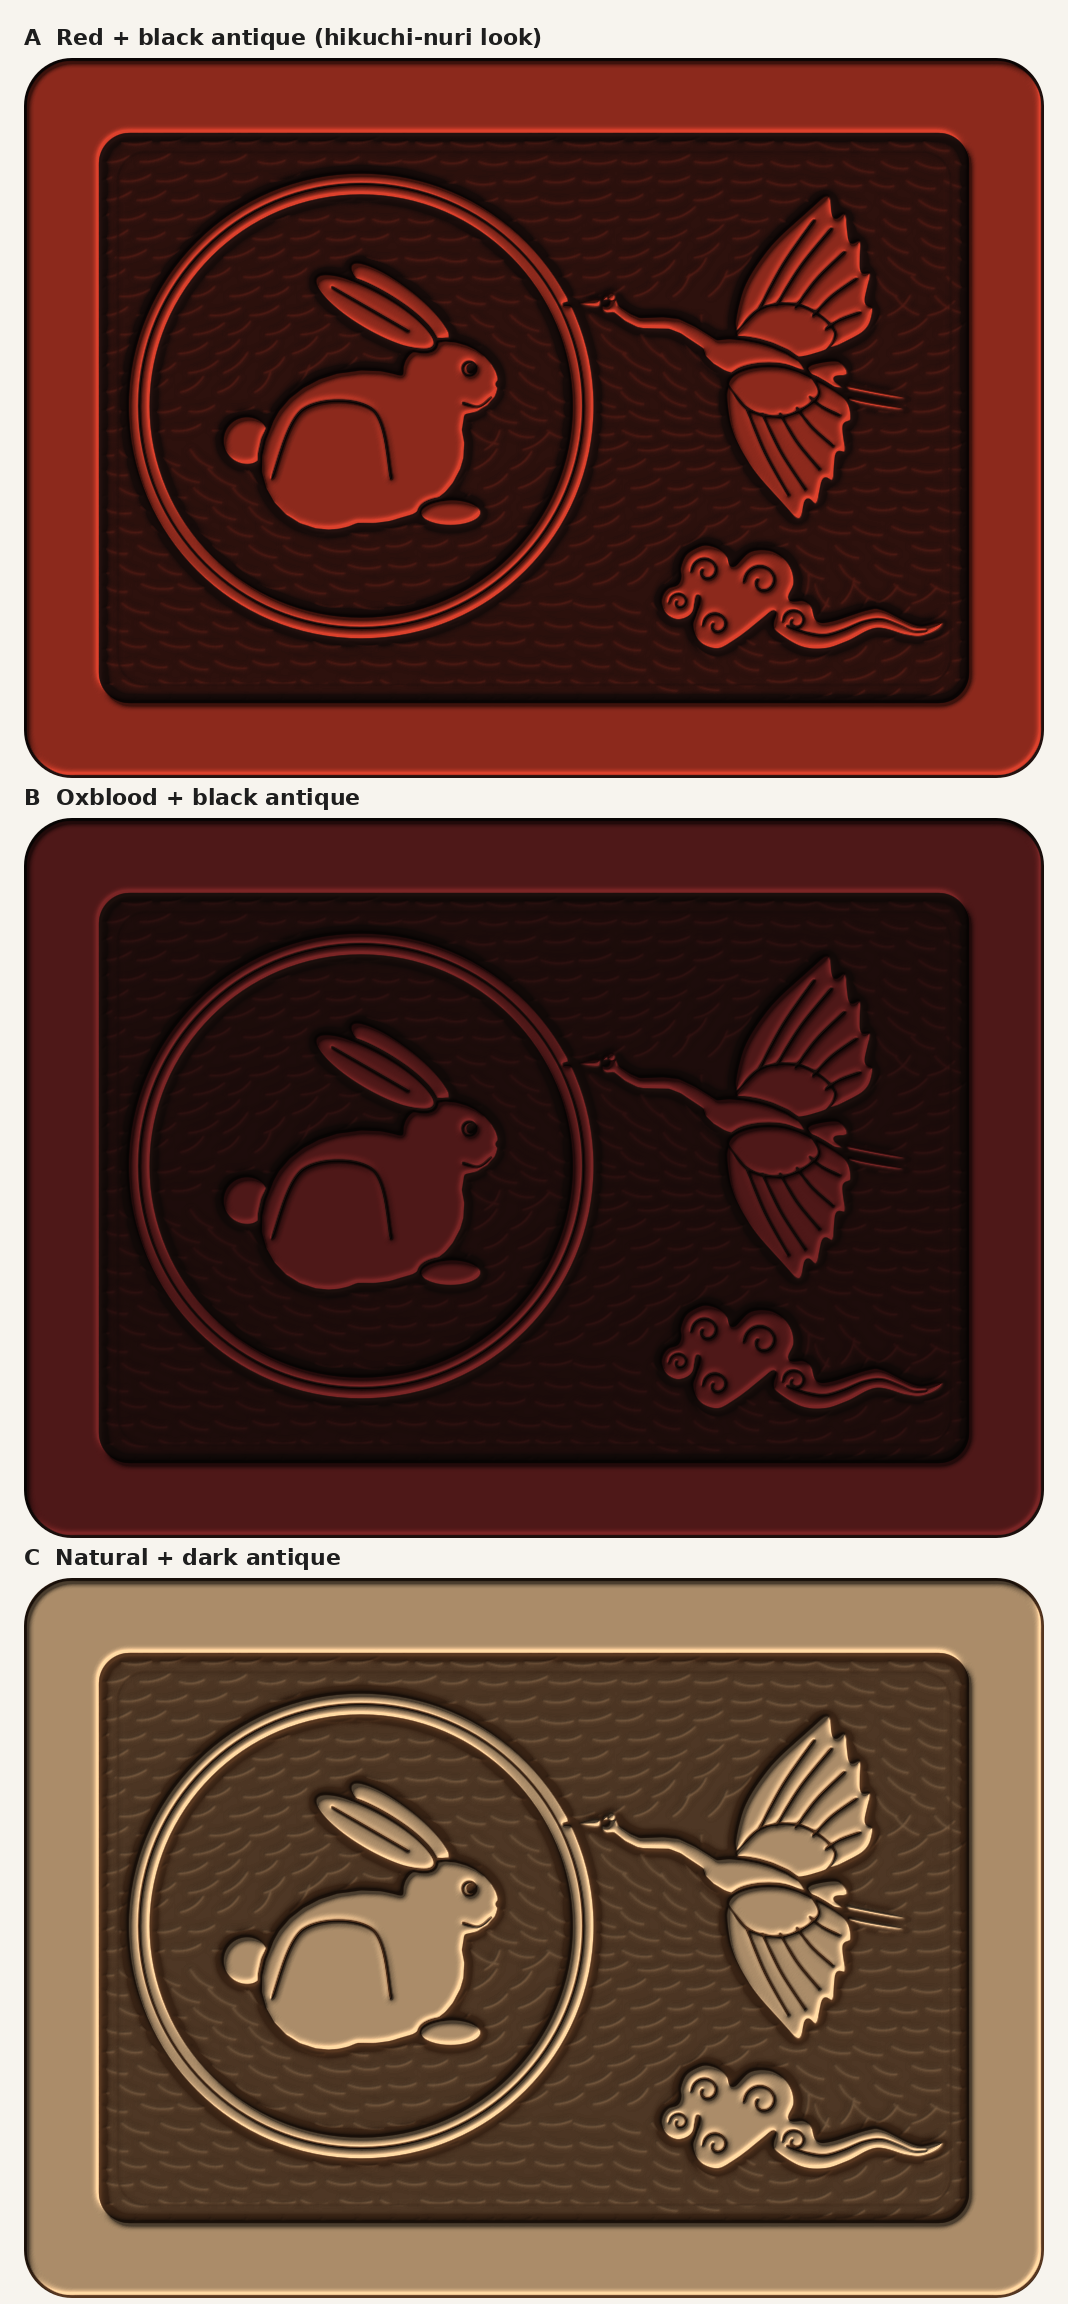 A Red + black antique (hikuchi-nuri look)
B Oxblood + black antique
C Natural + dark antique